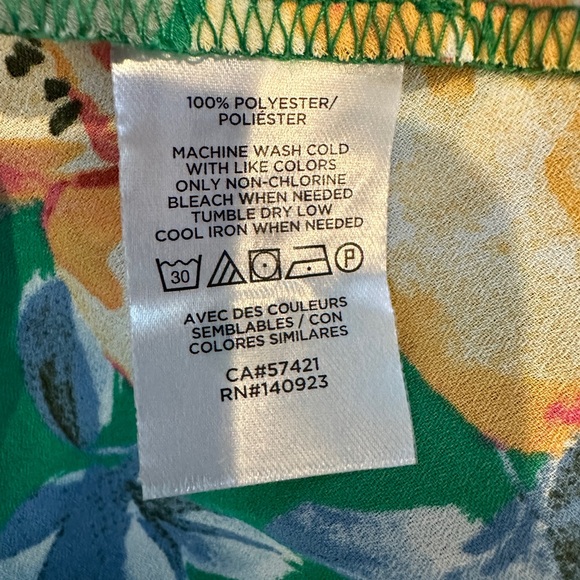 100% POLYESTER/
POLIÉSTER
MACHINE WASH COLD
WITH LIKE COLORS
ONLY NON-CHLORINE
BLEACH WHEN NEEDED
TUMBLE DRY LOW
COOL IRON WHEN NEEDED
30 P
AVEC DES COULEURS
SEMBLABLES / CON
COLORES SIMILARES
CA#57421
RN#140923